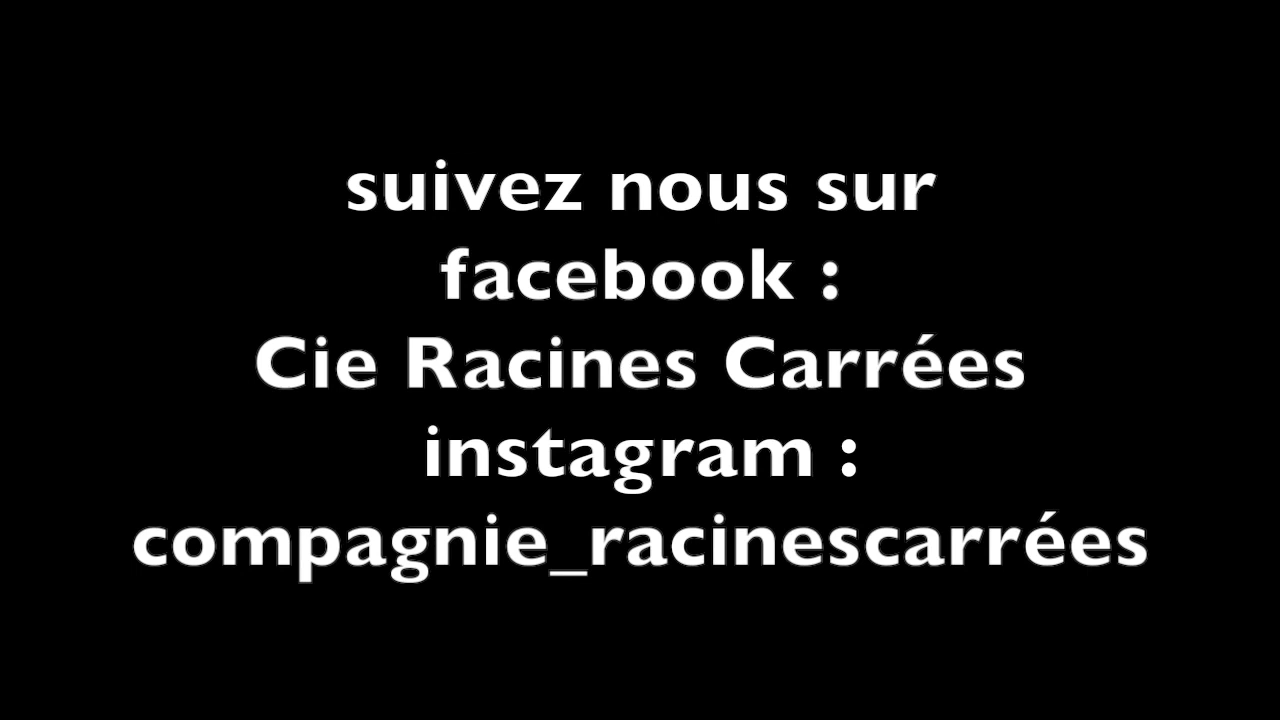 suivez nous sur
facebook :
Cie Racines Carrées
instagram :
compagnie_racinescarrées